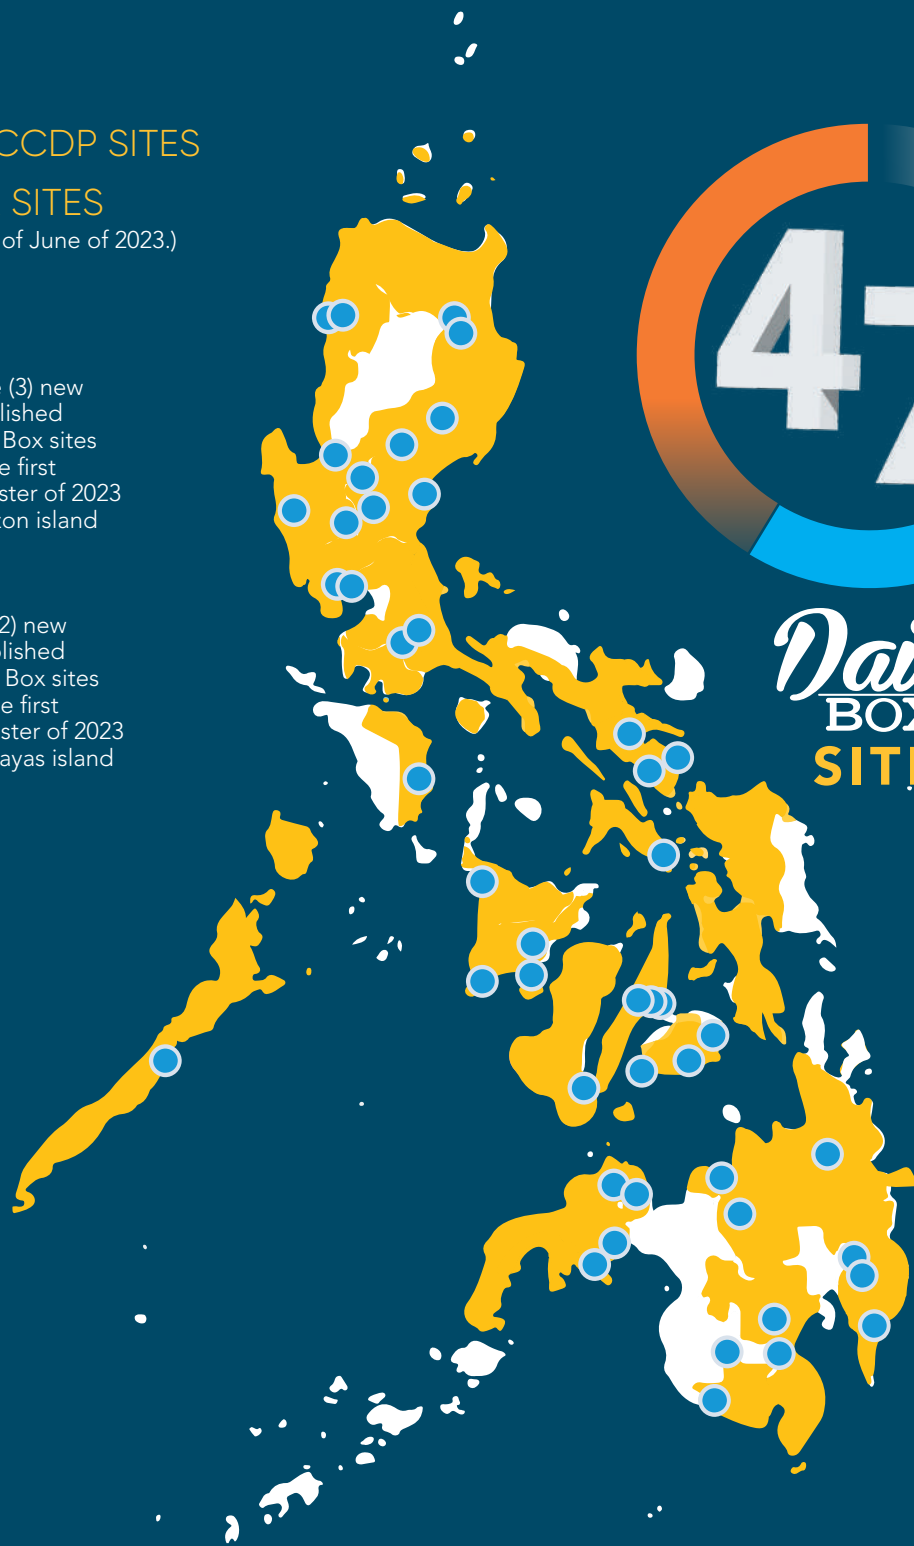 CCDP SITES
SITES
of June of 2023.)
(3) new
lished
Box sites
e first
ster of 2023
zon island
2) new
lished
Box sites
e first
ster of 2023
ayas island
4
BOX
SIT